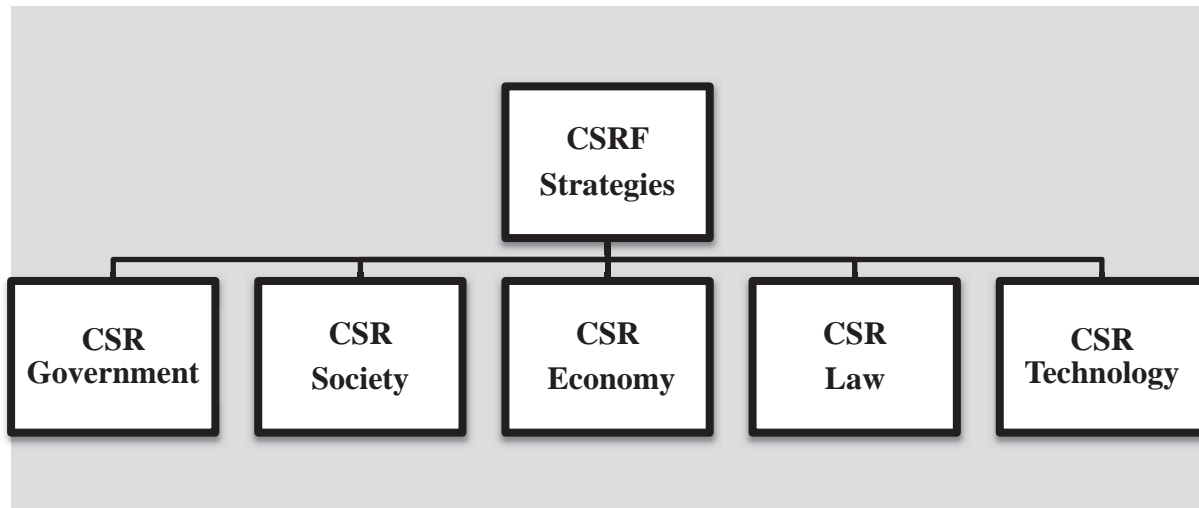 CSRF
Strategies
CSR
Government
CSR
Society
CSR
Economy
CSR
Law
CSR
Technology